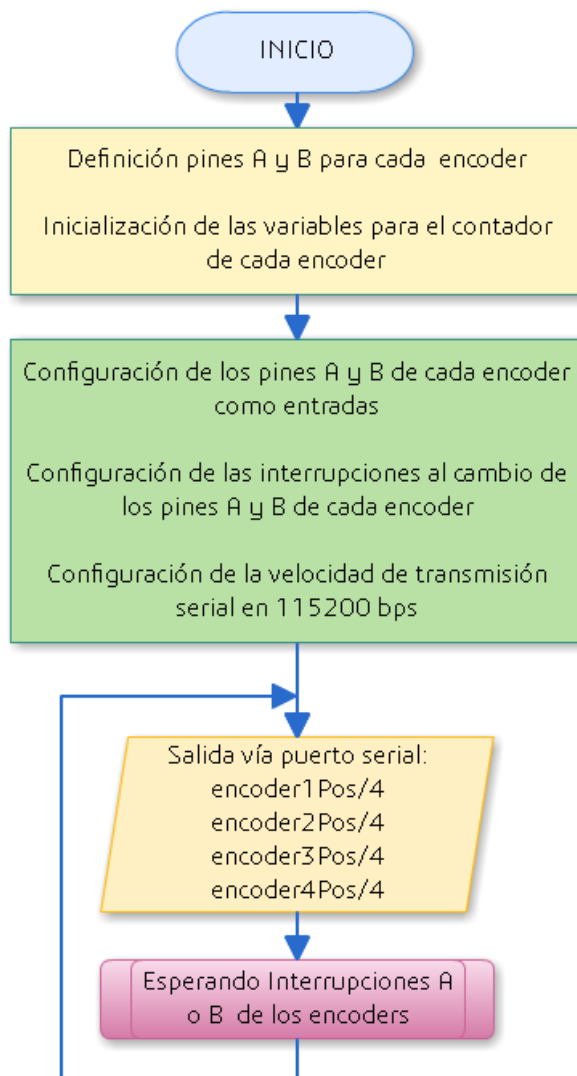 INICIO
Definición pines A y B para cada encoder
Inicialización de las variables para el contador
de cada encoder
Configuración de los pines A y B de cada encoder
como entradas
Configuración de las interrupciones al cambio de
los pines A y B de cada encoder
Configuración de la velocidad de transmisión
serial en 115200 bps
Salida vía puerto serial:
encoder1Pos/4
encoder2Pos/4
encoder3Pos/4
encoder4Pos/4
Esperando Interrupciones A
o B de los encoders